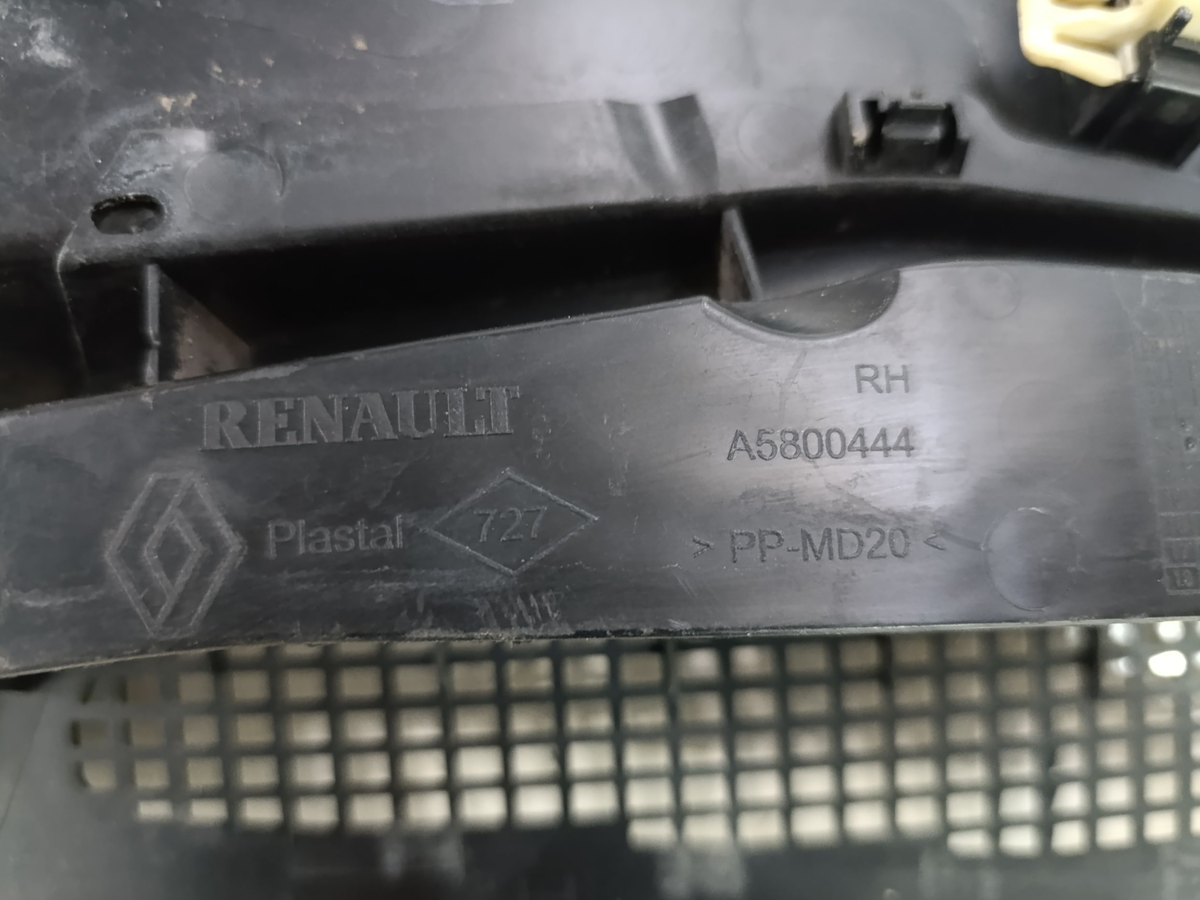 RENAULT
RH
A5800444
Plastal 727
> PP-MD20 <